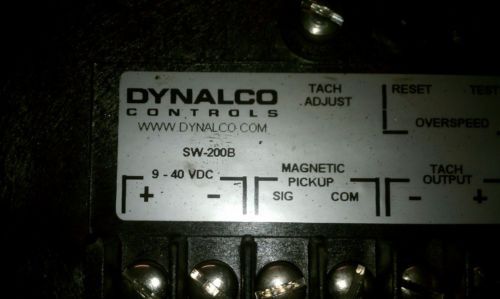 DYNALCO
CONTROLS
WWW.DYNALCO.COM
SW-200B
TACH
ADJUST
RESET TEST
OVERSPEED
9 - 40 VDC
+ -
MAGNETIC
PICKUP
SIG COM
TACH
OUTPUT
- +